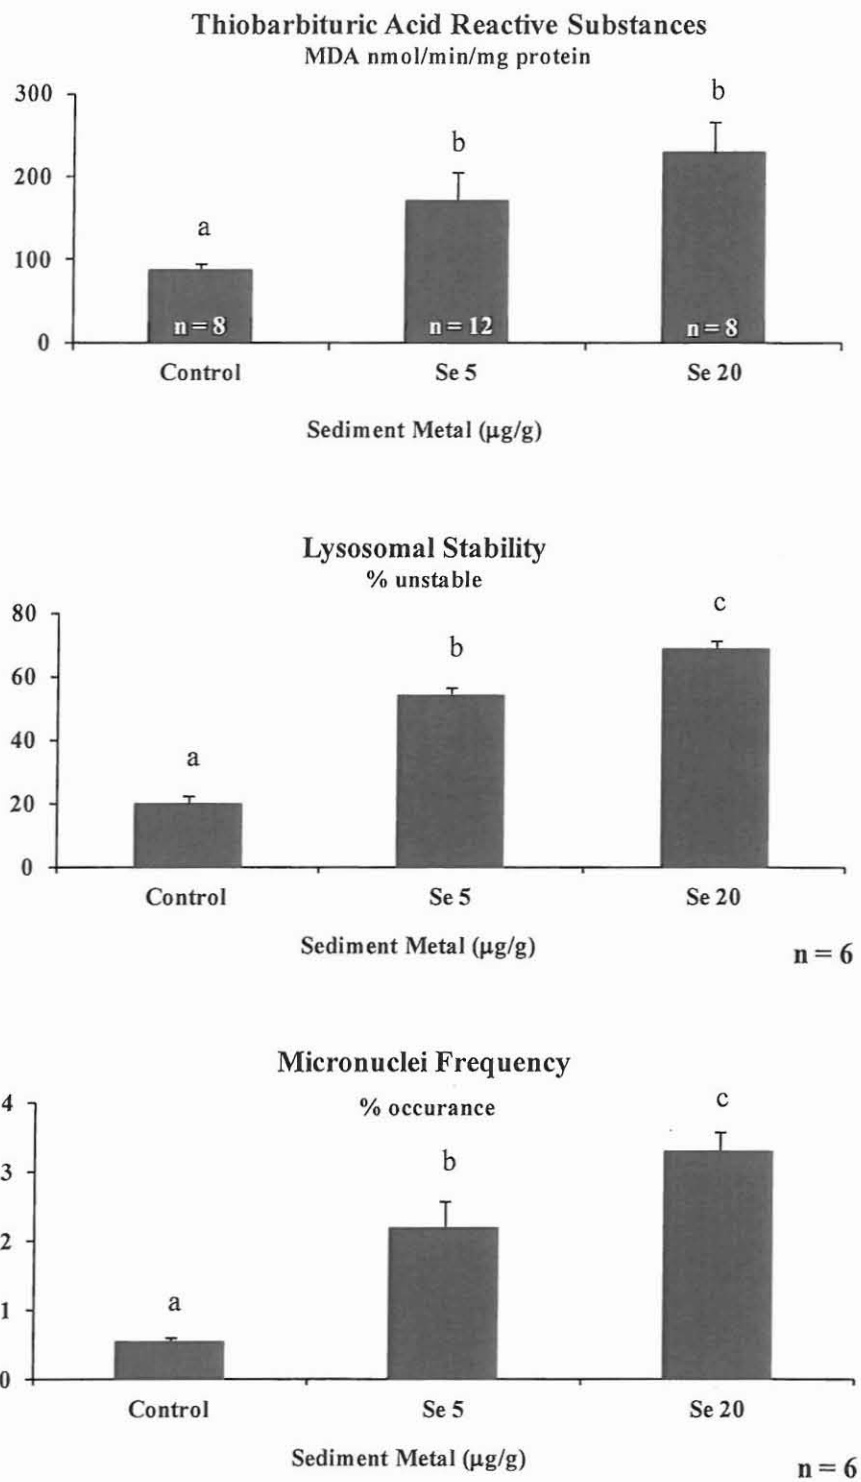 Thiobarbituric Acid Reactive Substances
MDA nmol/min/mg protein
300
200
100
0
a
b
b
n = 8
n = 12
n = 8
Control
Se 5
Se 20
Sediment Metal (µg/g)
Lysosomal Stability
% unstable
80
60
40
20
0
a
b
c
Control
Se 5
Se 20
Sediment Metal (µg/g)
n = 6
Micronuclei Frequency
% occurance
4
3
2
1
0
a
b
c
Control
Se 5
Se 20
Sediment Metal (µg/g)
n = 6